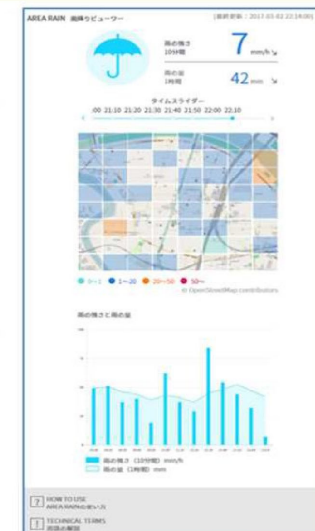 AREA RAIN 雨降りビューワー
[最終更新：2017-03-02 22:19:00]
雨の強さ
10分間
7 mm/h
雨の量
1時間
42 mm
タイムスライダー
:00 21:10 21:20 21:30 21:40 21:50 22:00 22:10
0~1 1~20 20~50 50~
© OpenStreetMap contributors
雨の強さと雨の量
雨の強さ（10分間）mm/h
雨の量（1時間）mm
? HOW TO USE
AREA RAINの使い方
? TECHNICAL TERMS
用語の解説